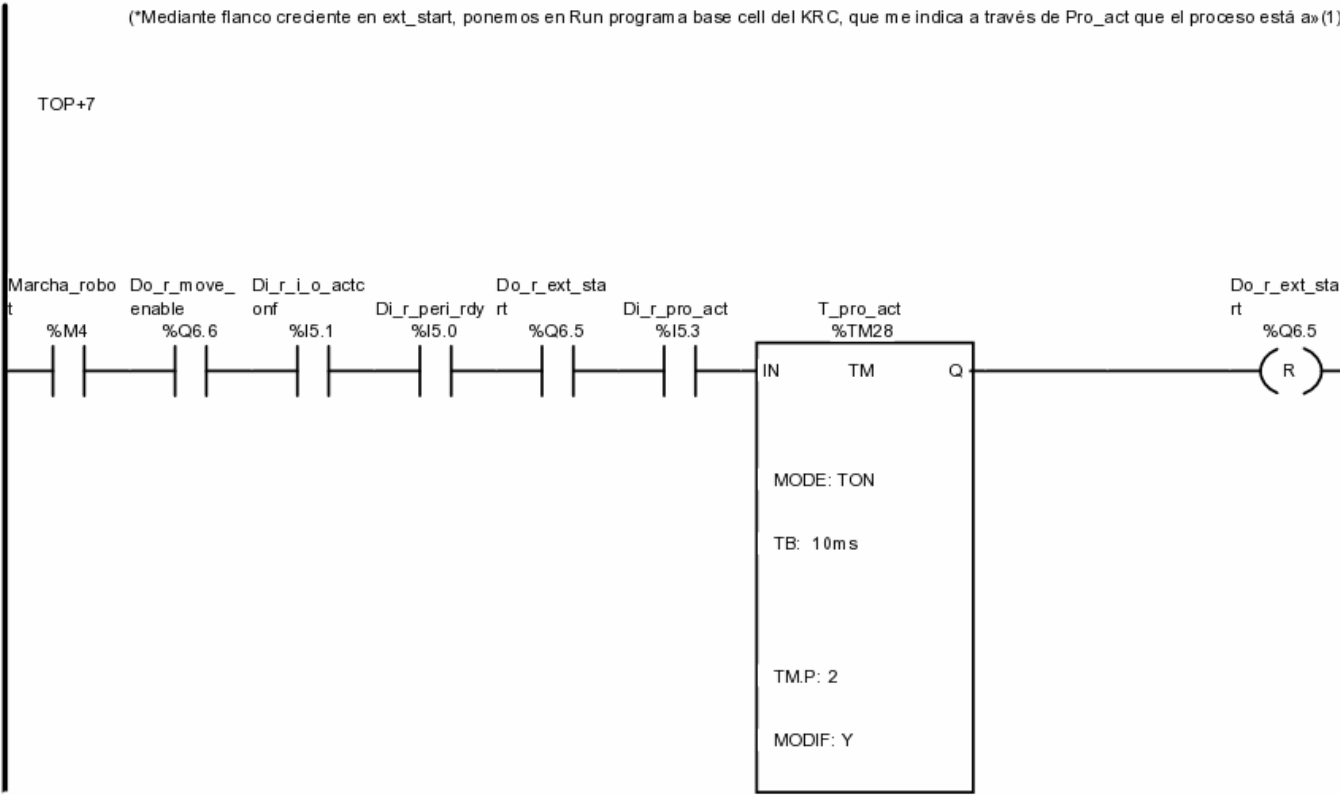 (*Mediante flanco creciente en ext_start, ponemos en Run programa base cell del KRC, que me indica a través de Pro_act que el proceso está a»(1)
TOP+7
Marcha_robo Do_r_move_ Di_r_i_o_actc Do_r_ext_sta Do_r_ext_sta
t enable onf Di_r_peri_rdy rt Di_r_pro_act T_pro_act rt
%M4 %Q6.6 %I5.1 %I5.0 %Q6.5 %I5.3 %TM28 %Q6.5
IN TM Q R
MODE: TON
TB: 10ms
TM.P: 2
MODIF: Y